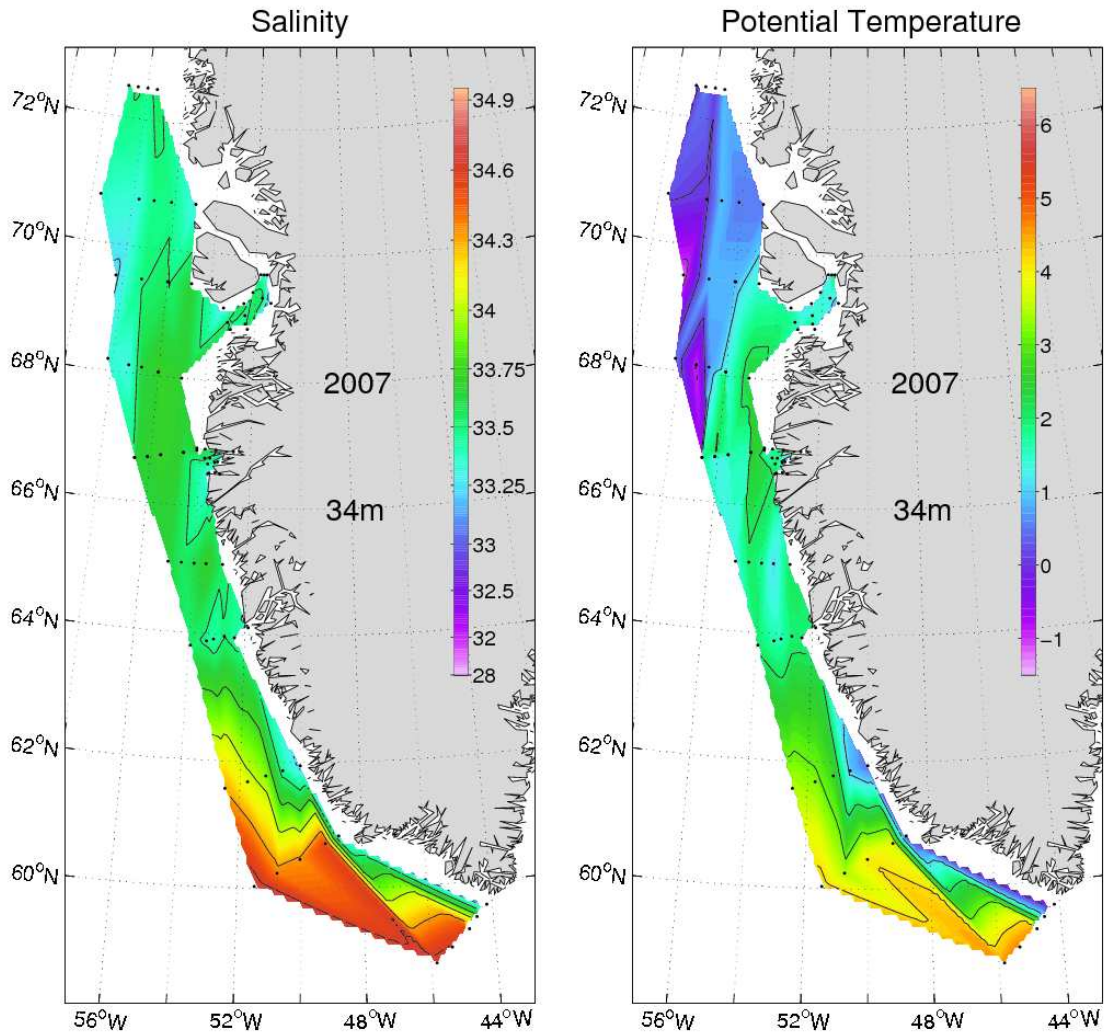 Salinity
72°N
70°N
68°N
66°N
64°N
62°N
60°N
56°W
52°W
48°W
44°W
34.9
34.6
34.3
34
33.75
33.5
33.25
33
32.5
32
28
2007
34m
Potential Temperature
72°N
70°N
68°N
66°N
64°N
62°N
60°N
56°W
52°W
48°W
44°W
6
5
4
3
2
1
0
−1
2007
34m